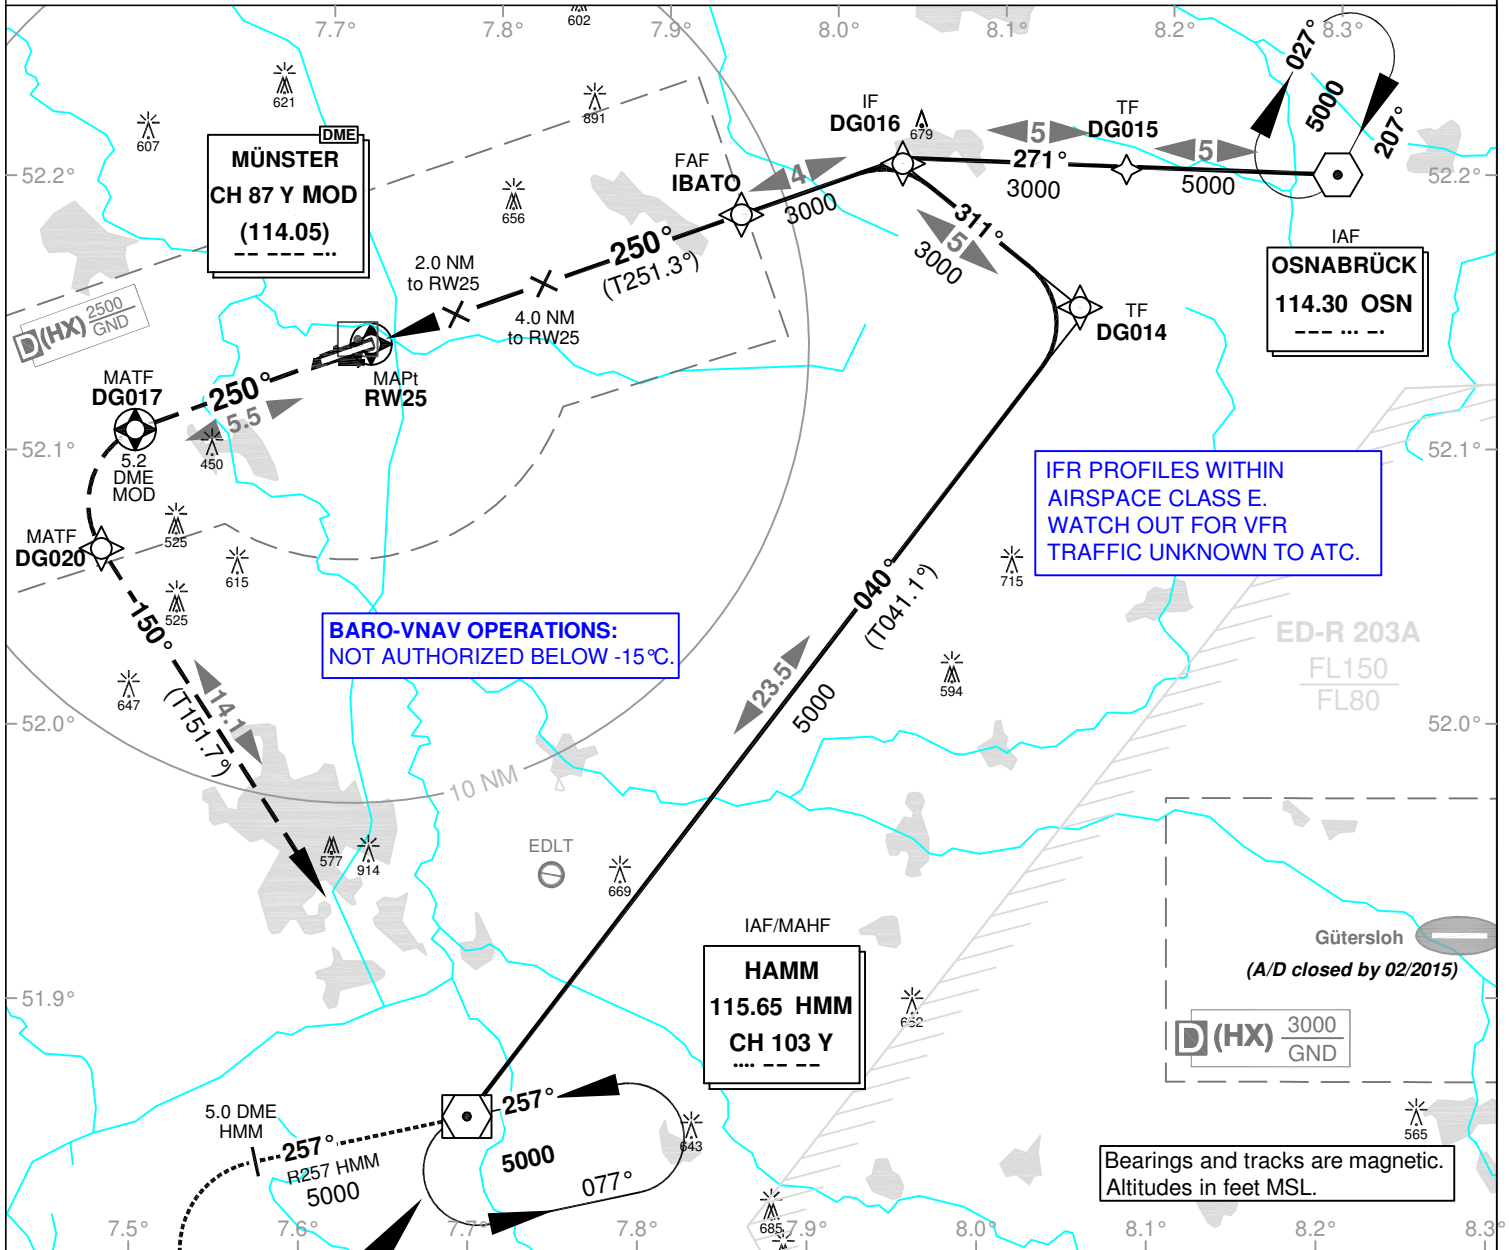 602
7.7°
7.8°
7.9°
8.0°
8.1°
8.2°
8.3°
027°
5000
207°
621
607
891
656
679
DME
MÜNSTER
CH 87 Y MOD
(114.05)
IF
DG016
TF
DG015
FAF
IBATO
5
5
271°
3000
5000
4
3000
52.2°
52.2°
250°
(T251.3°)
2.0 NM
to RW25
4.0 NM
to RW25
311°
5
3000
IAF
OSNABRÜCK
114.30 OSN
TF
DG014
D(HX) 2500
GND
MAPt
RW25
MATF
DG017
250°
5.5
5.2
DME
MOD
450
52.1°
52.1°
MATF
DG020
525
615
525
IFR PROFILES WITHIN
AIRSPACE CLASS E.
WATCH OUT FOR VFR
TRAFFIC UNKNOWN TO ATC.
715
040°
(T041.1°)
BARO-VNAV OPERATIONS:
NOT AUTHORIZED BELOW -15°C.
150°
(T151.7°)
14.1
647
594
ED-R 203A
FL150
FL80
23.5
5000
52.0°
52.0°
10 NM
577
914
EDLT
669
IAF/MAHF
HAMM
115.65 HMM
CH 103 Y
Gütersloh
(A/D closed by 02/2015)
652
D (HX) 3000
GND
51.9°
5.0 DME
HMM
257°
R257 HMM
5000
257°
5000
077°
643
565
685
Bearings and tracks are magnetic.
Altitudes in feet MSL.
7.5°
7.6°
7.7°
7.8°
7.9°
8.0°
8.1°
8.2°
8.3°